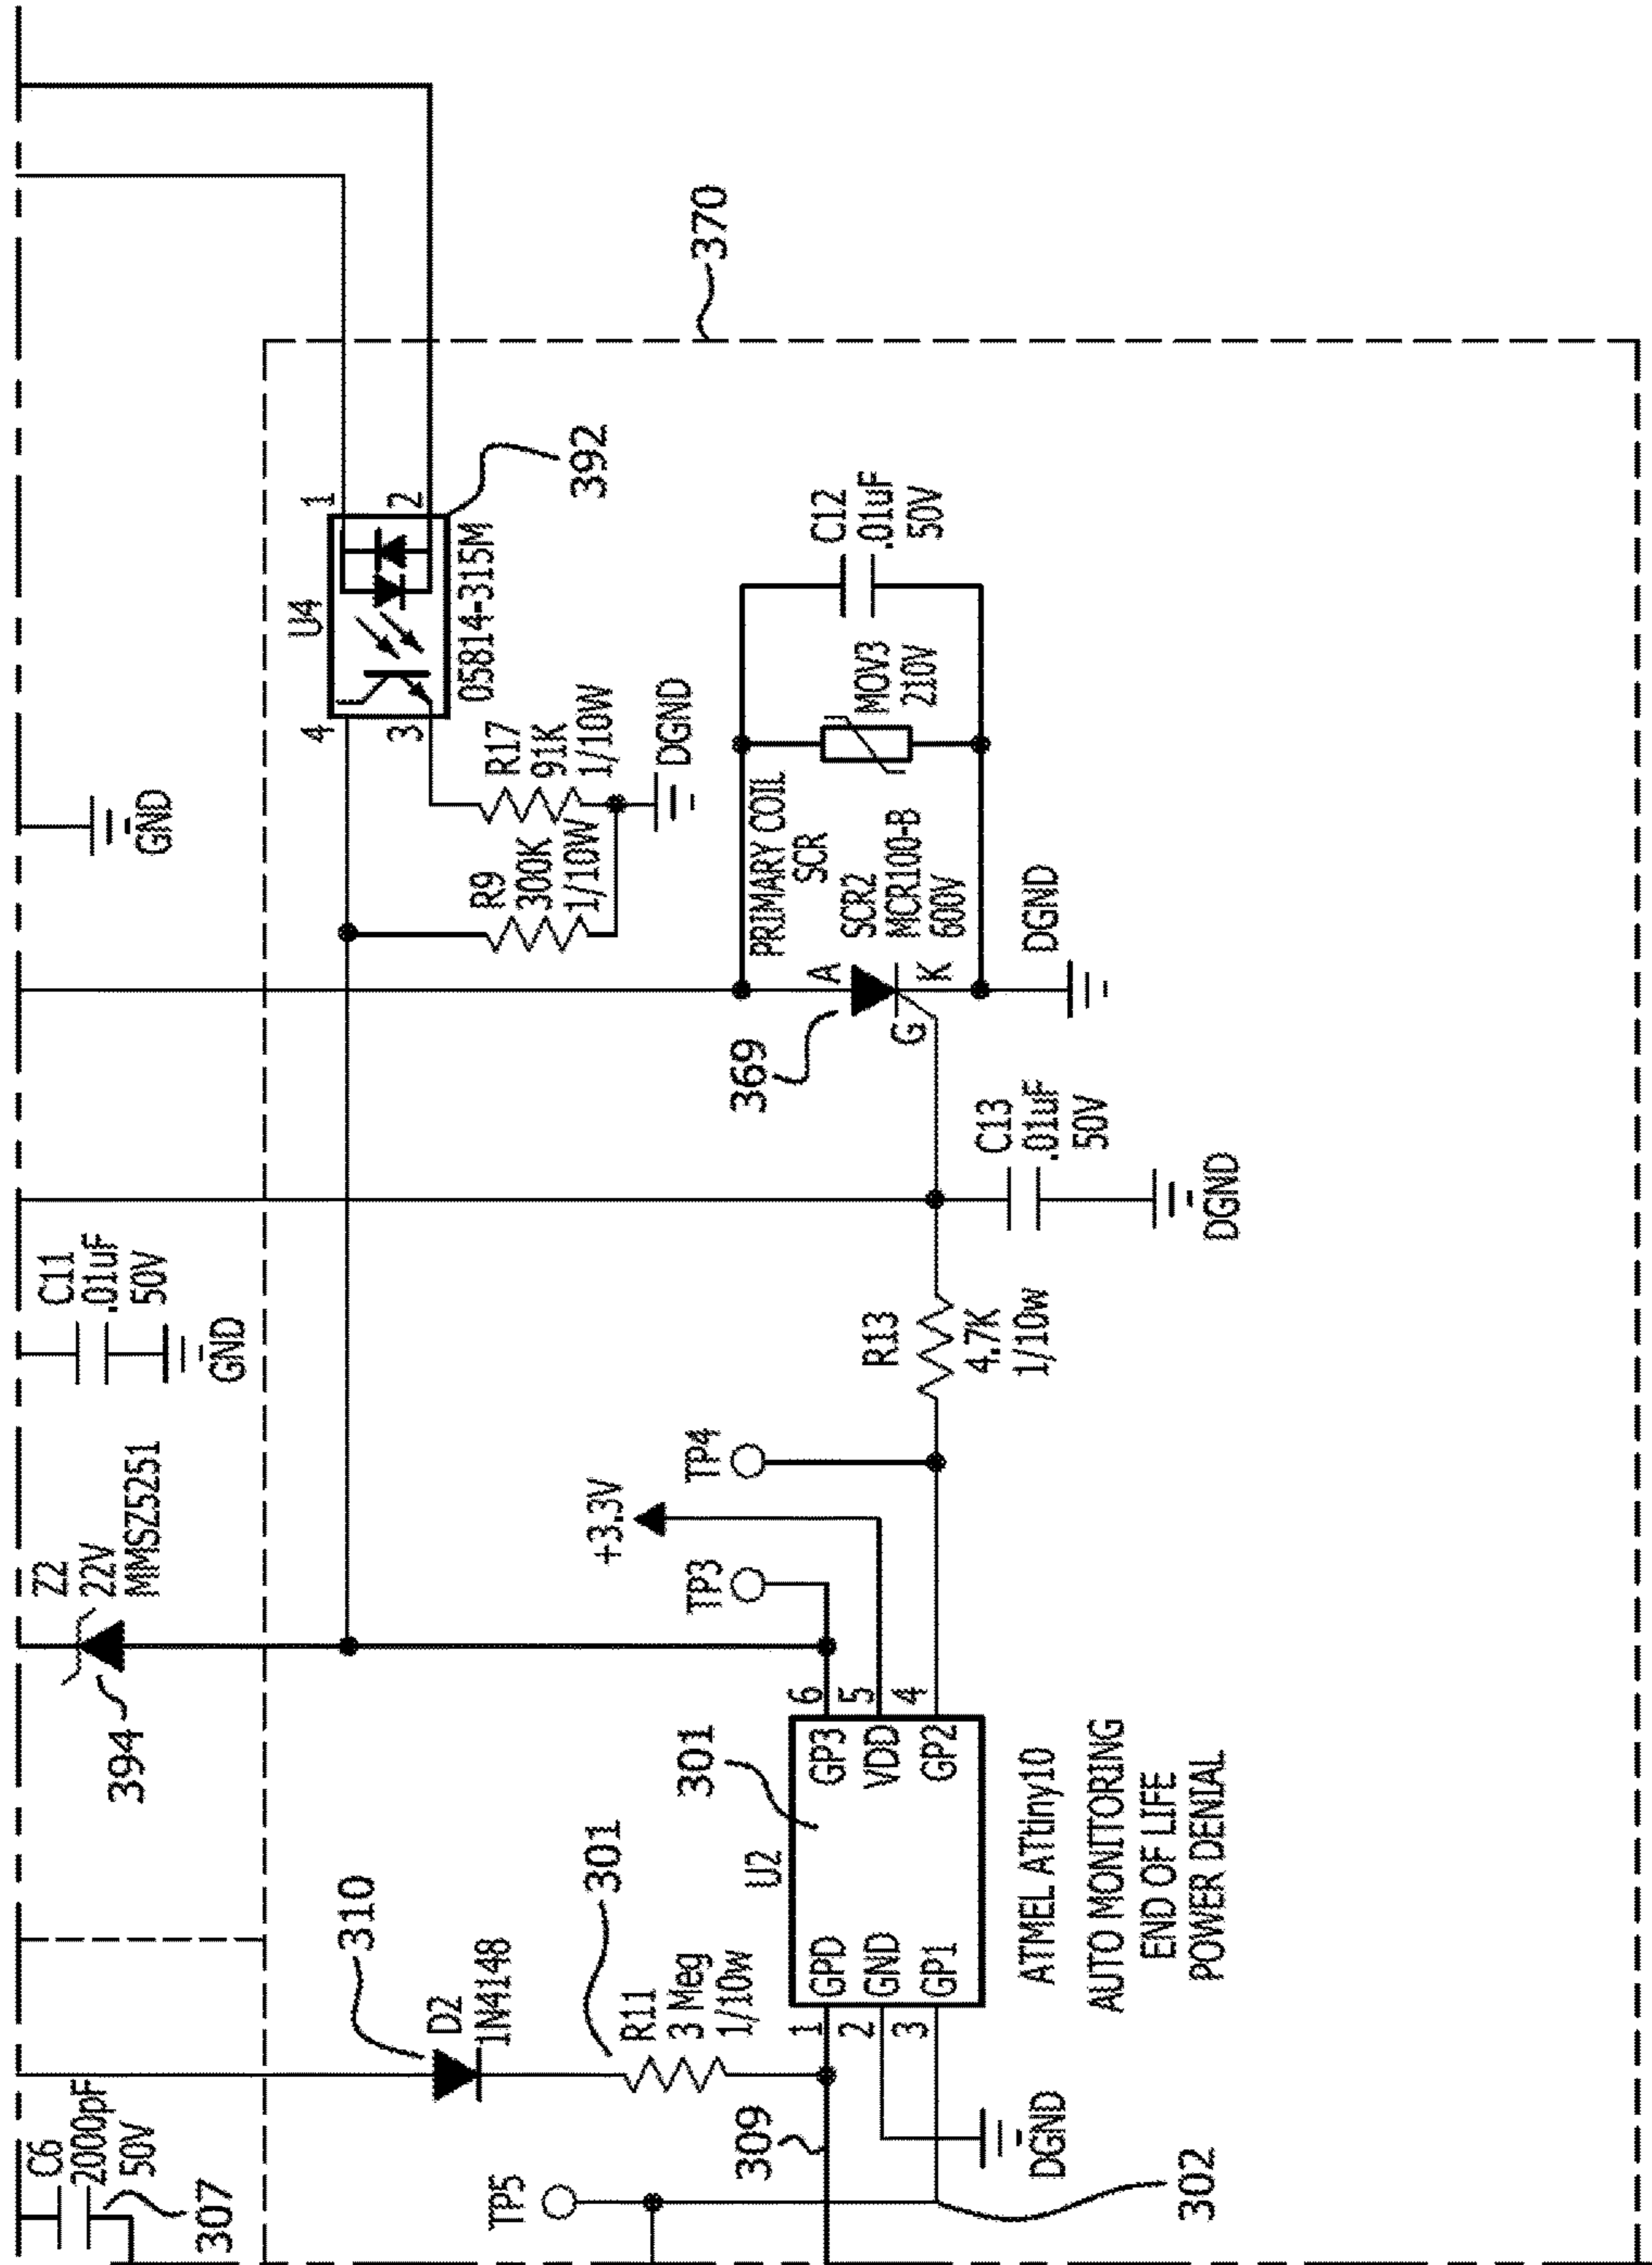 C6
2000pF
50V
307
310
D2
1N4148
301
R11
3 Meg
1/10w
309
TP5
302
DGND
1
2
3
GPD
GND
GP1
U2
301
GP3
VDD
GP2
6
5
4
ATMEL ATtiny10
AUTO MONITORING
END OF LIFE
POWER DENIAL
394
Z2
22V
MMSZ5251
TP3
+3.3V
TP4
C11
.01uF
50V
GND
R13
4.7K
1/10w
C13
.01uF
50V
DGND
369
A
G
K
DGND
PRIMARY COIL
SCR
SCR2
MCR100-B
600V
MOV3
210V
C12
.01uF
50V
R9
300K
1/10W
R17
91K
1/10W
DGND
GND
U4
4
3
1
2
05814-315M
392
370